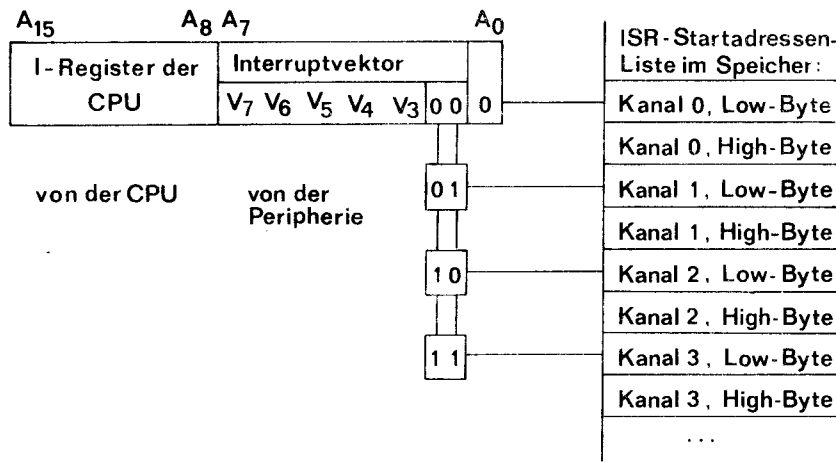 A15 A8 A7 A0
I-Register der
CPU
Interruptvektor
V7 V6 V5 V4 V3 0 0 0
von der CPU
von der
Peripherie
0 1
1 0
1 1
ISR-Startadressen-
Liste im Speicher:
Kanal 0, Low-Byte
Kanal 0, High-Byte
Kanal 1, Low-Byte
Kanal 1, High-Byte
Kanal 2, Low-Byte
Kanal 2, High-Byte
Kanal 3, Low-Byte
Kanal 3, High-Byte
...